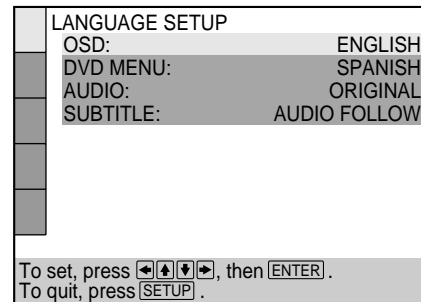 LANGUAGE SETUP
OSD: ENGLISH
DVD MENU: SPANISH
AUDIO: ORIGINAL
SUBTITLE: AUDIO FOLLOW
To set, press ←↑↓→, then ENTER.
To quit, press SETUP.